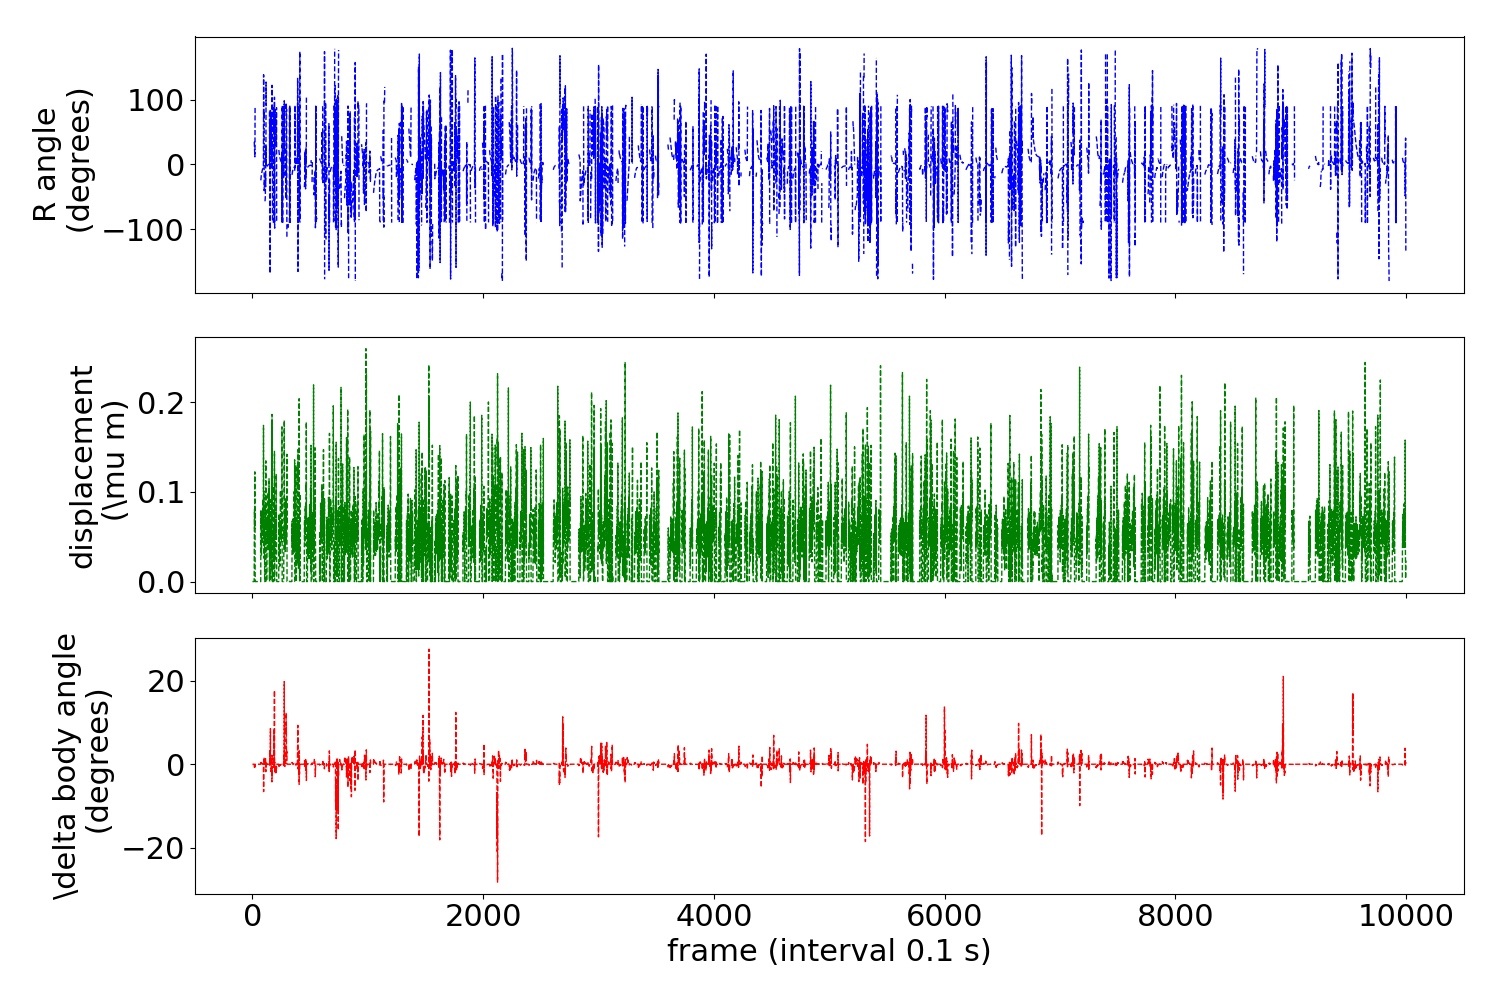 R angle
(degrees)
100
0
−100
displacement
(\mu m)
0.2
0.1
0.0
\delta body angle
(degrees)
20
0
−20
0 2000 4000 6000 8000 10000
frame (interval 0.1 s)